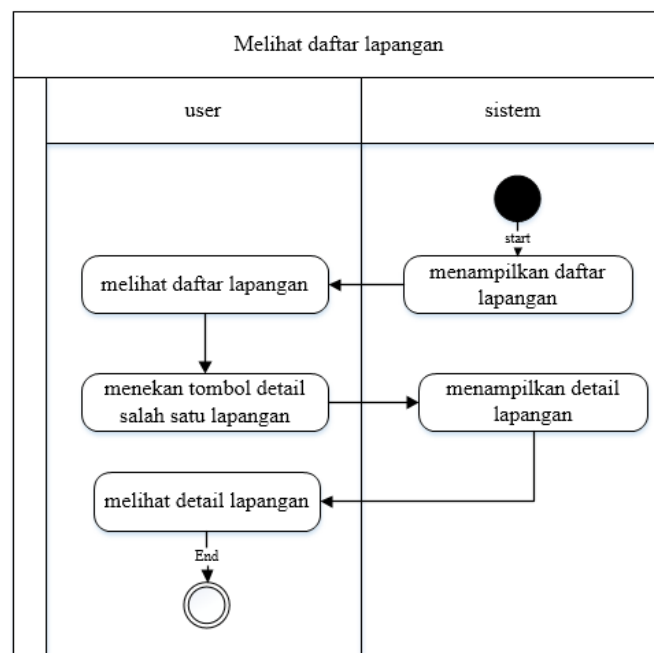 Melihat daftar lapangan
user
sistem
start
menampilkan daftar
lapangan
melihat daftar lapangan
menekan tombol detail
salah satu lapangan
menampilkan detail
lapangan
melihat detail lapangan
End